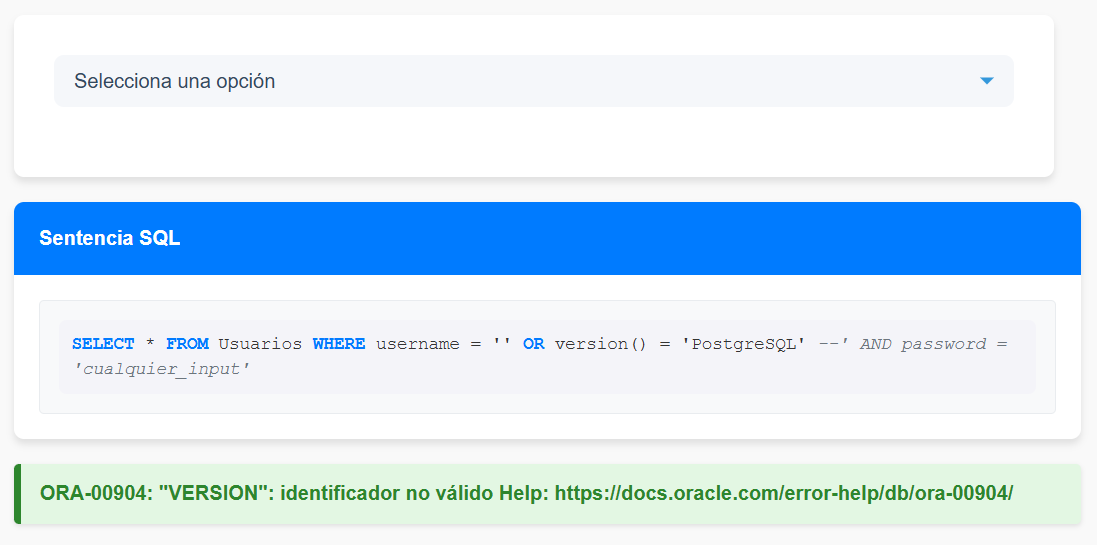 Selecciona una opción
Sentencia SQL
SELECT * FROM Usuarios WHERE username = '' OR version() = 'PostgreSQL' --' AND password =
'cualquier_input'
ORA-00904: "VERSION": identificador no válido Help: https://docs.oracle.com/error-help/db/ora-00904/